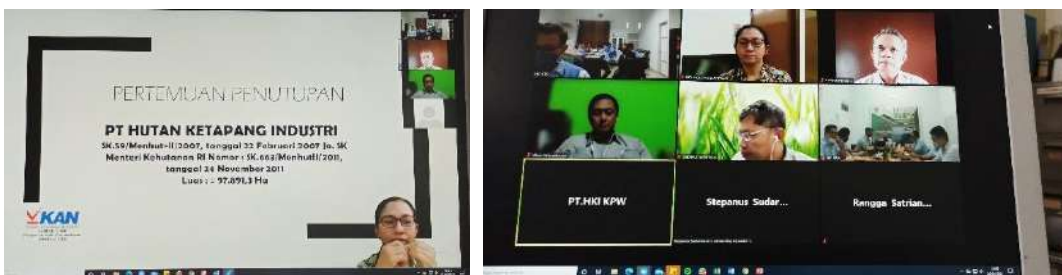 PERTEMUAN PENUTUPAN
PT HUTAN KETAPANG INDUSTRI
SK.59/Menhut-II/2007, tanggal 22 Februari 2007 Jo. SK
Menteri Kehutanan RI Nomor : SK.663/Menhut-II/2011,
tanggal 24 November 2011
Luas : ± 97.891,3 Ha
KAN
PT.HKI KPW
Stepanus Sudar...
Rangga Satrian...